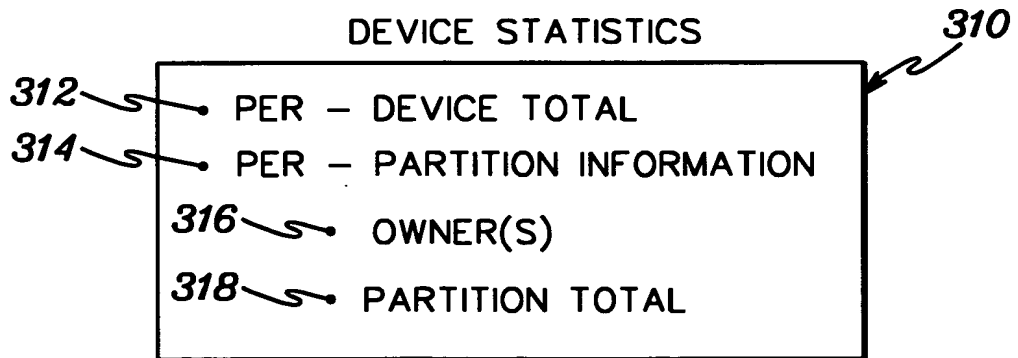 DEVICE STATISTICS 310
312 PER – DEVICE TOTAL
314 PER – PARTITION INFORMATION
316 OWNER(S)
318 PARTITION TOTAL